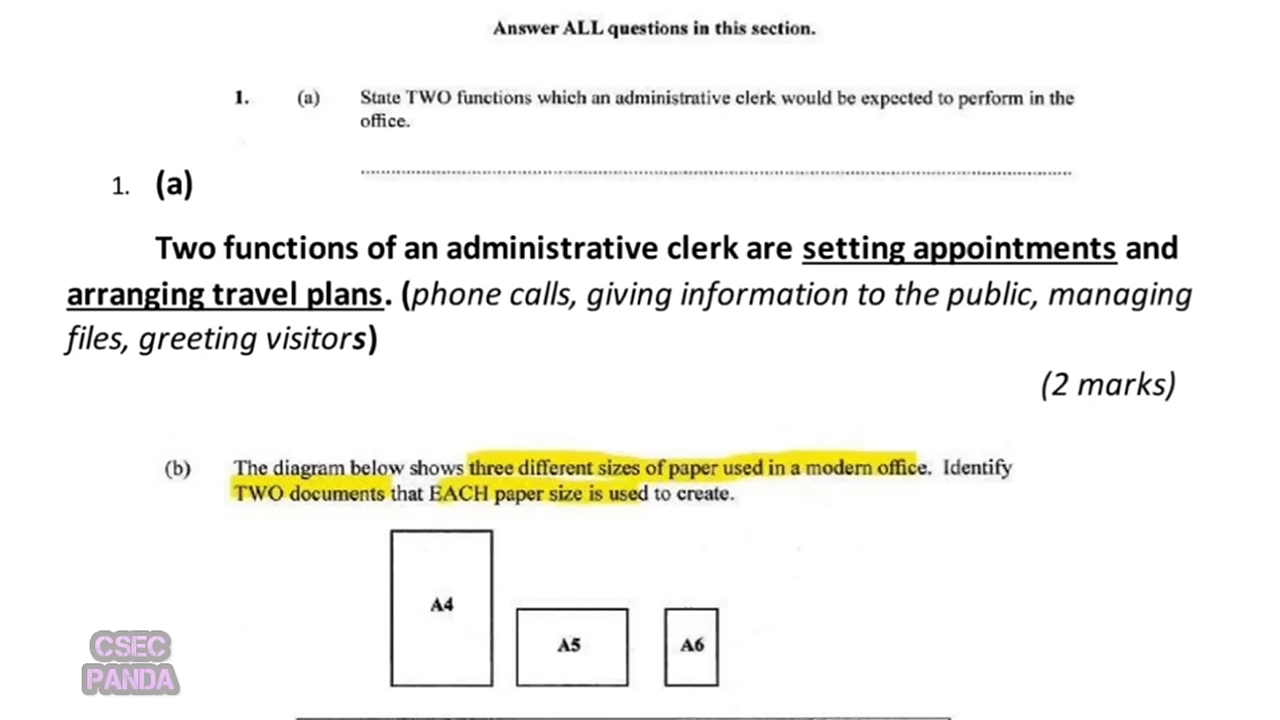 Answer ALL questions in this section.
1. (a) State TWO functions which an administrative clerk would be expected to perform in the
office.
1. (a)
Two functions of an administrative clerk are setting appointments and
arranging travel plans. (phone calls, giving information to the public, managing
files, greeting visitors)
(2 marks)
(b) The diagram below shows three different sizes of paper used in a modern office. Identify
TWO documents that EACH paper size is used to create.
A4
A5
A6
CSEC
PANDA